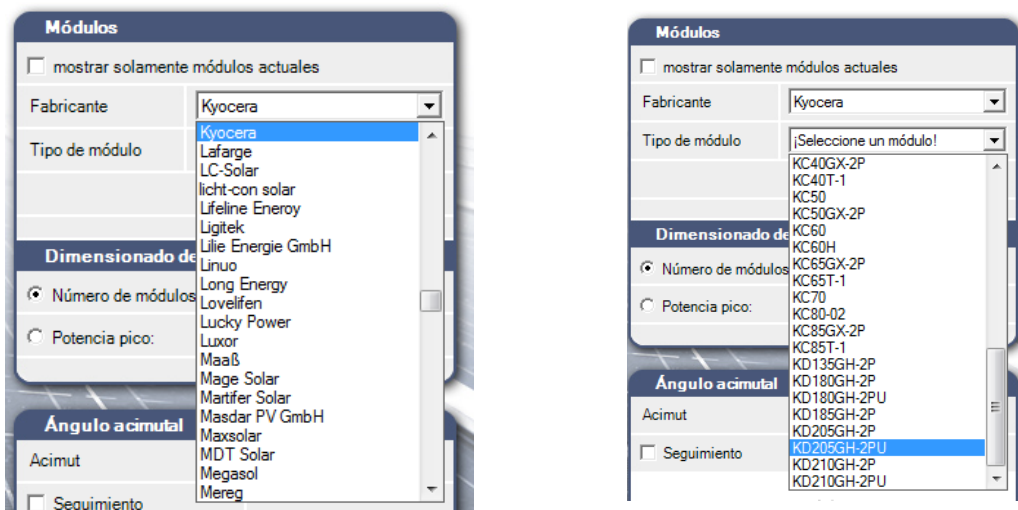 Módulos
mostrar solamente módulos actuales
Fabricante Kyocera
Kyocera
Lafarge
Tipo de módulo
LC-Solar
licht-con solar
Lifeline Eneroy
Ligitek
Lilie Energie GmbH
Dimensionado de
Linuo
Long Energy
Número de módulos
Lovelifen
Lucky Power
Potencia pico:
Luxor
Maaß
Mage Solar
Martifer Solar
Ángulo acimutal
Masdar PV GmbH
Maxsolar
Acimut
MDT Solar
Megasol
Mereg
Seguimiento
Módulos
mostrar solamente módulos actuales
Fabricante Kyocera
Tipo de módulo ¡Seleccione un módulo!
KC40GX-2P
KC40T-1
KC50
KC50GX-2P
Dimensionado de
KC60
KC60H
Número de módulos
KC65GX-2P
KC65T-1
KC70
Potencia pico:
KC80-02
KC85GX-2P
KC85T-1
KD135GH-2P
Ángulo acimutal
KD180GH-2P
KD180GH-2PU
Acimut
KD185GH-2P
KD205GH-2P
KD205GH-2PU
Seguimiento
KD210GH-2P
KD210GH-2PU